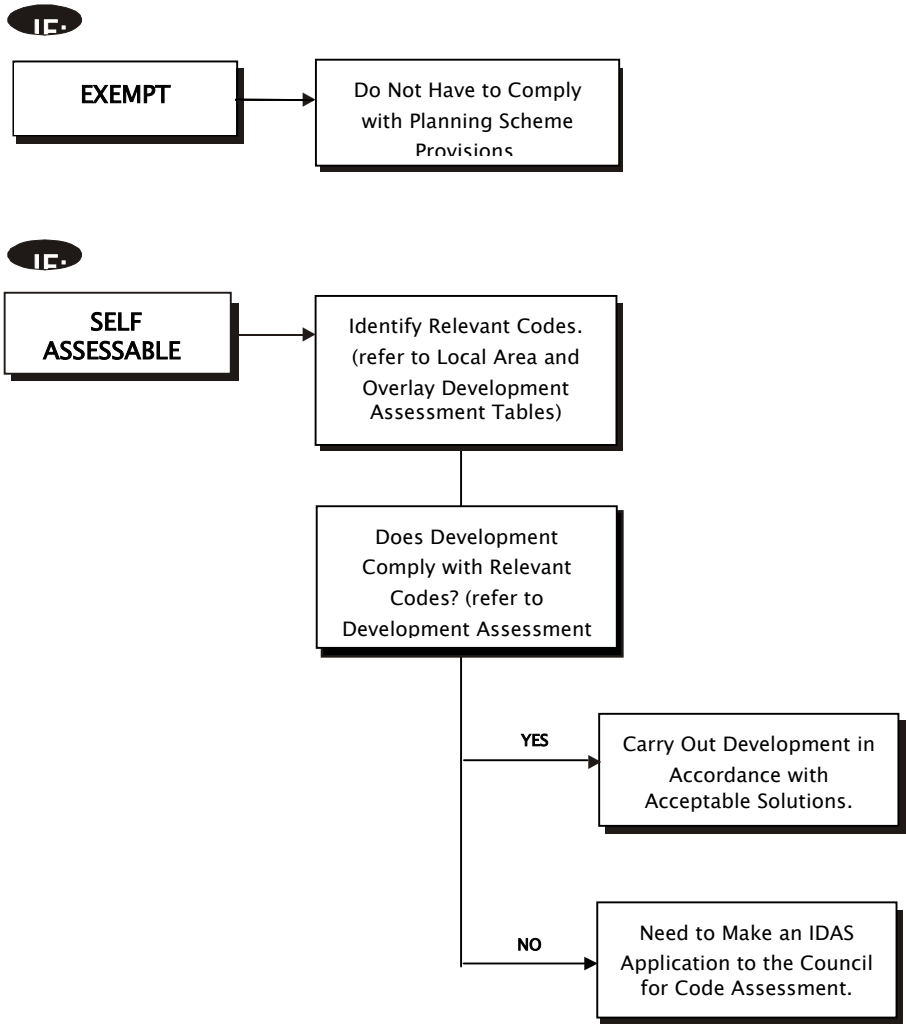 IF:
EXEMPT
Do Not Have to Comply
with Planning Scheme
Provisions
IF:
SELF
ASSESSABLE
Identify Relevant Codes.
(refer to Local Area and
Overlay Development
Assessment Tables)
Does Development
Comply with Relevant
Codes? (refer to
Development Assessment
YES
Carry Out Development in
Accordance with
Acceptable Solutions.
NO
Need to Make an IDAS
Application to the Council
for Code Assessment.